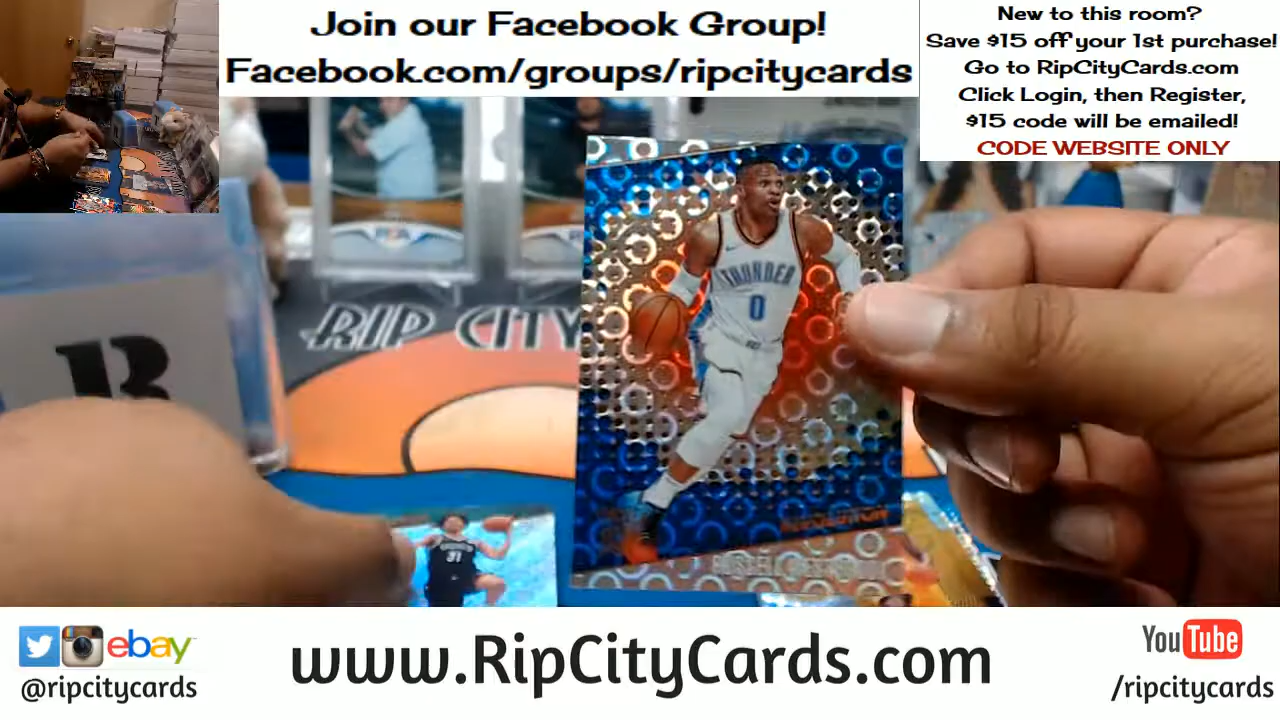 Join our Facebook Group!
Facebook.com/groups/ripcitycards
New to this room?
Save $15 off your 1st purchase!
Go to RipCityCards.com
Click Login, then Register,
$15 code will be emailed!
CODE WEBSITE ONLY
RIP CITY
THUNDER
0
REVOLUTION
13
31
ebay
@ripcitycards
www.RipCityCards.com
YouTube
/ripcitycards